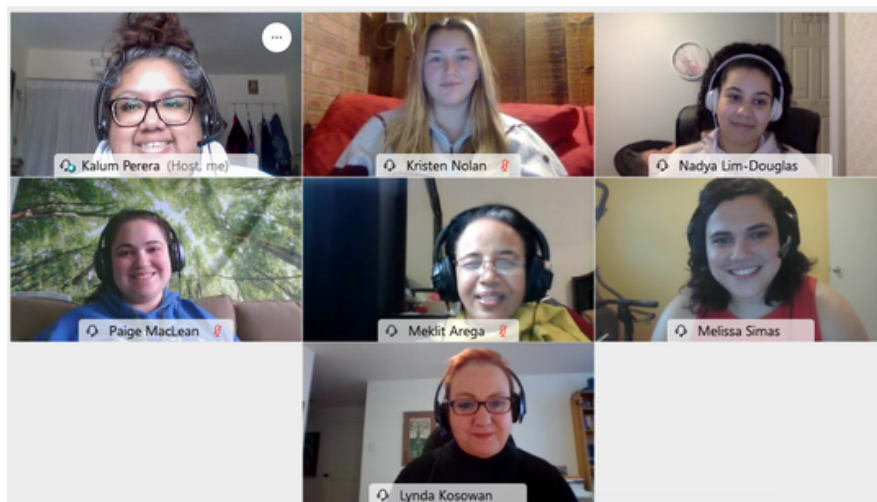 Kalum Perera (Host, me)
Kristen Nolan
Nadya Lim-Douglas
Paige MacLean
Meklit Arega
Melissa Simas
Lynda Kosowan